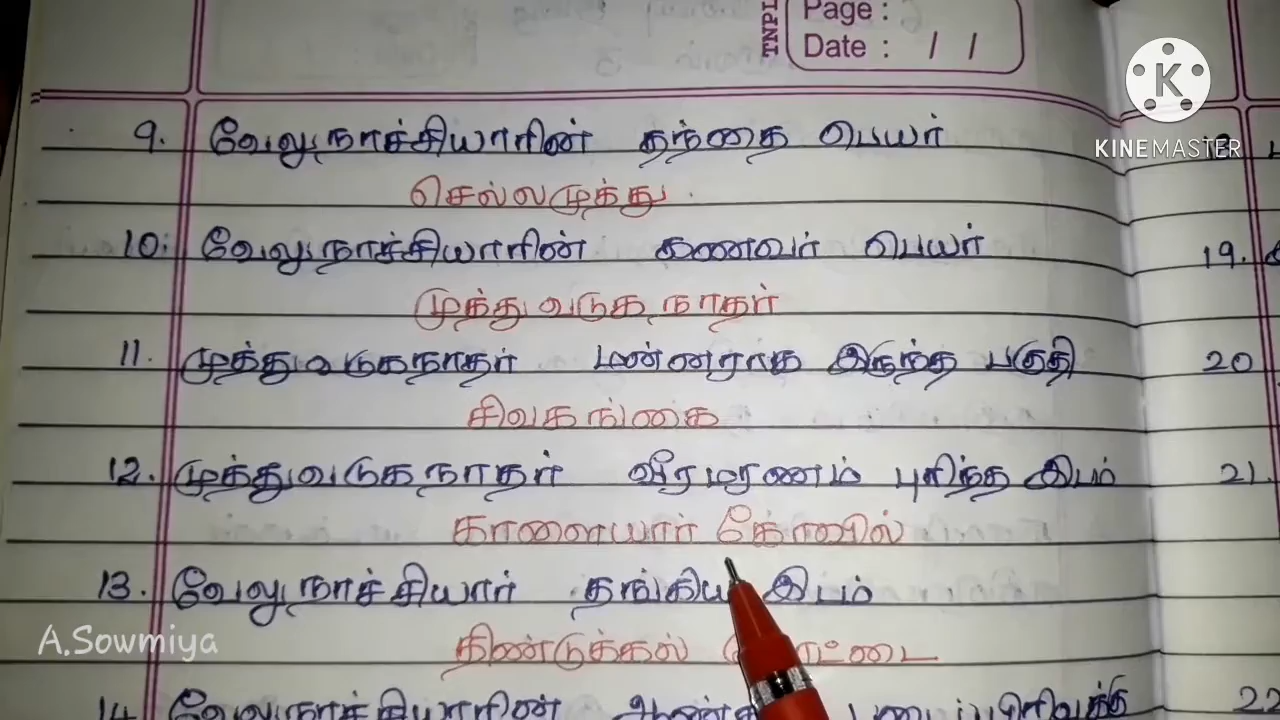 TNPL
Page :
Date : / /
K
KINEMASTER
9. வேலுநாச்சியாரின் தந்தை பெயர்
செல்லமுத்து.
10. வேலுநாச்சியாரின் கணவர் பெயர்
முத்து வடுக நாதர்
19.
11. முத்துவடுகநாதர் மன்னராக இருந்த பகுதி
20
சிவகங்கை
12. முத்துவடுகநாதர் வீரமரணம் புரிந்த இடம்
21.
காளையார் கோவில்
13. வேலுநாச்சியார் தங்கிய இடம்
A.Sowmiya
திண்டுக்கல்
14. வேலுநாச்சியாரின்
22